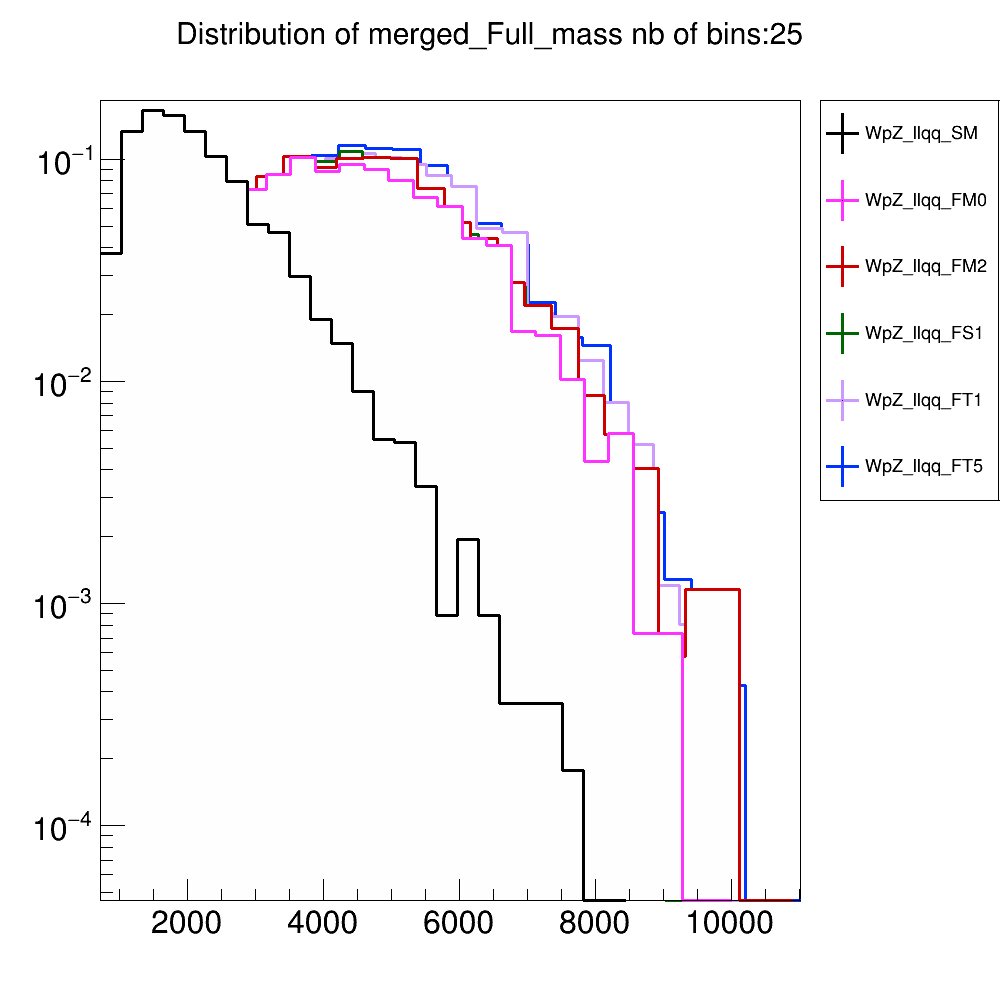 Distribution of merged_Full_mass nb of bins:25
10⁻¹
10⁻²
10⁻³
10⁻⁴
2000 4000 6000 8000 10000
WpZ_llqq_SM
WpZ_llqq_FM0
WpZ_llqq_FM2
WpZ_llqq_FS1
WpZ_llqq_FT1
WpZ_llqq_FT5